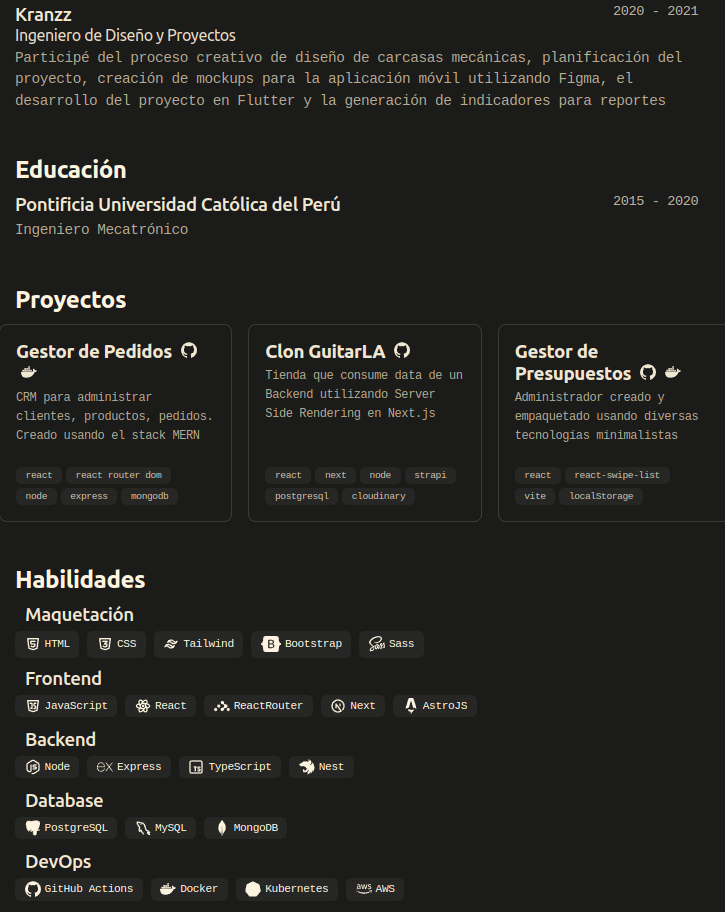 Kranzz
2020 - 2021
Ingeniero de Diseño y Proyectos
Participé del proceso creativo de diseño de carcasas mecánicas, planificación del
proyecto, creación de mockups para la aplicación móvil utilizando Figma, el
desarrollo del proyecto en Flutter y la generación de indicadores para reportes
Educación
Pontificia Universidad Católica del Perú
2015 - 2020
Ingeniero Mecatrónico
Proyectos
Gestor de Pedidos
CRM para administrar
clientes, productos, pedidos.
Creado usando el stack MERN
react
react router dom
node
express
mongodb
Clon GuitarLA
Tienda que consume data de un
Backend utilizando Server
Side Rendering en Next.js
react
next
node
strapi
postgresql
cloudinary
Gestor de
Presupuestos
Administrador creado y
empaquetado usando diversas
tecnologías minimalistas
react
react-swipe-list
vite
localStorage
Habilidades
Maquetación
HTML
CSS
Tailwind
Bootstrap
Sass
Frontend
JavaScript
React
ReactRouter
Next
AstroJS
Backend
Node
Express
TypeScript
Nest
Database
PostgreSQL
MySQL
MongoDB
DevOps
GitHub Actions
Docker
Kubernetes
AWS